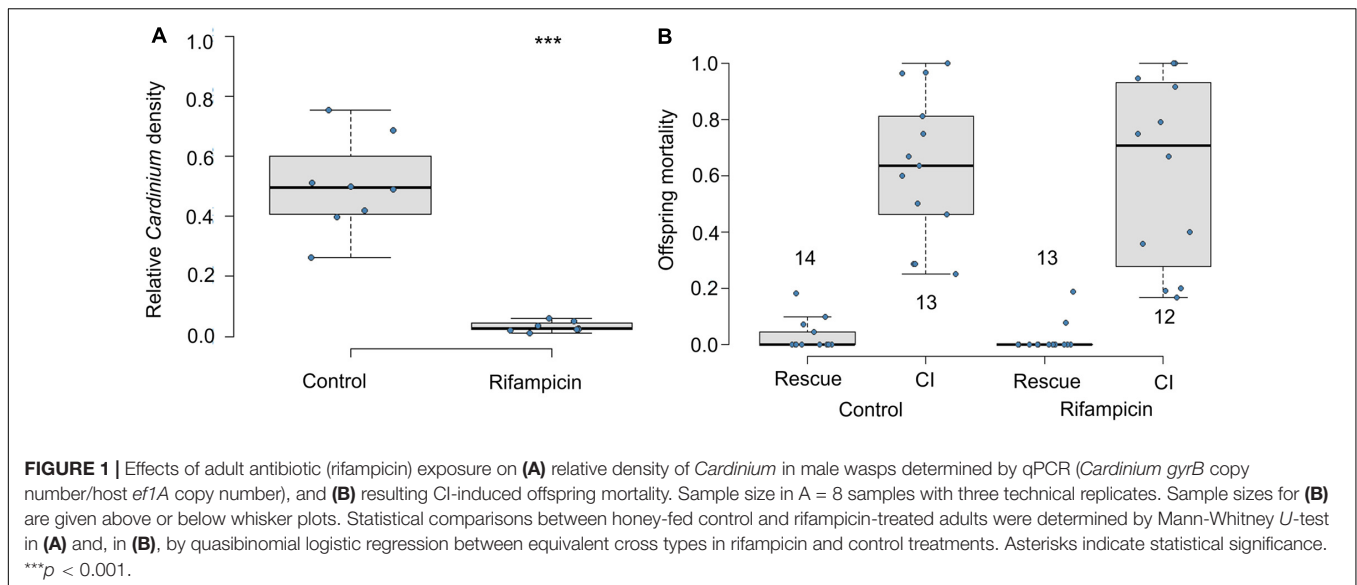 A
1.0
0.8
0.6
0.4
0.2
0.0
Relative Cardinium density
***
Control
Rifampicin
B
1.0
0.8
0.6
0.4
0.2
0.0
Offspring mortality
14
13
13
12
Rescue
CI
Rescue
CI
Control
Rifampicin
FIGURE 1 | Effects of adult antibiotic (rifampicin) exposure on (A) relative density of Cardinium in male wasps determined by qPCR (Cardinium gyrB copy
number/host ef1A copy number), and (B) resulting CI-induced offspring mortality. Sample size in A = 8 samples with three technical replicates. Sample sizes for (B)
are given above or below whisker plots. Statistical comparisons between honey-fed control and rifampicin-treated adults were determined by Mann-Whitney U-test
in (A) and, in (B), by quasibinomial logistic regression between equivalent cross types in rifampicin and control treatments. Asterisks indicate statistical significance.
***p < 0.001.